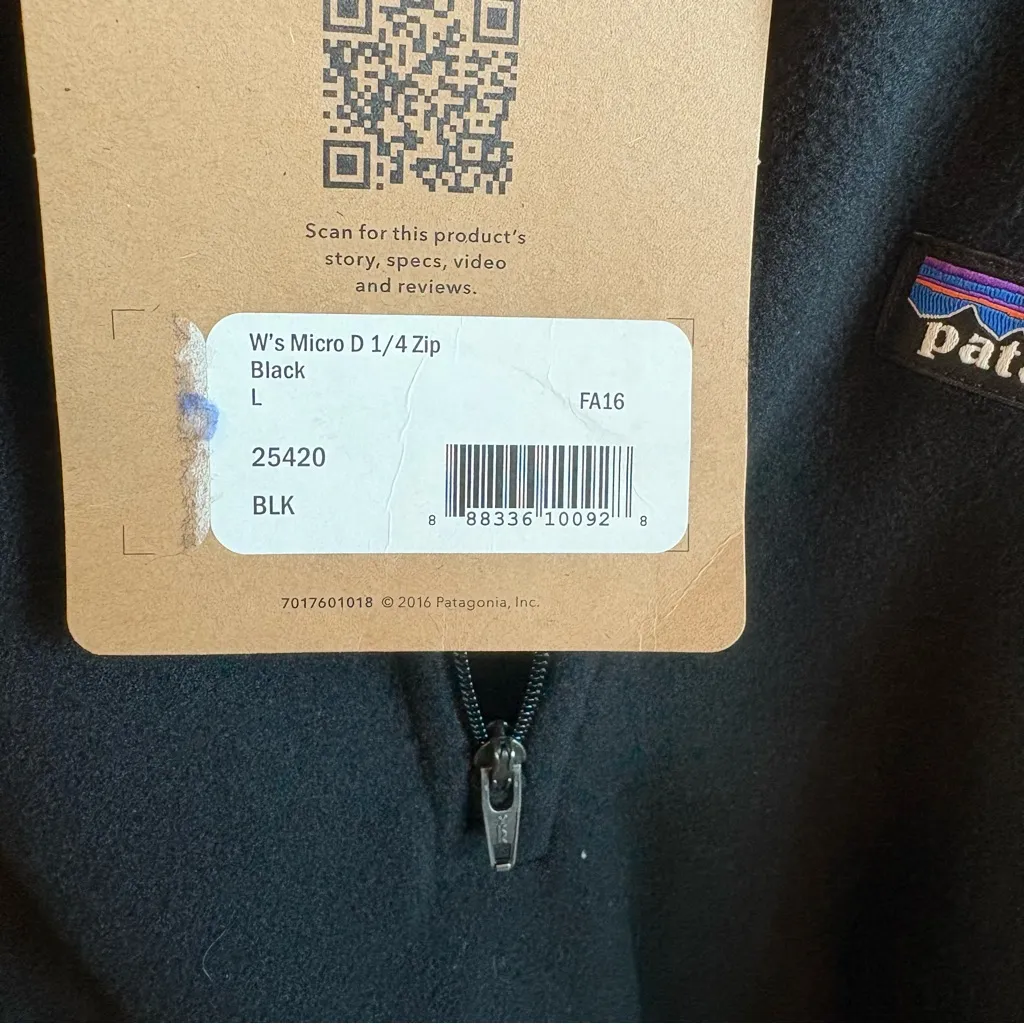 Scan for this product's
story, specs, video
and reviews.
W's Micro D 1/4 Zip
Black
L
FA16
25420
BLK
8 88336 10092 8
7017601018 © 2016 Patagonia, Inc.